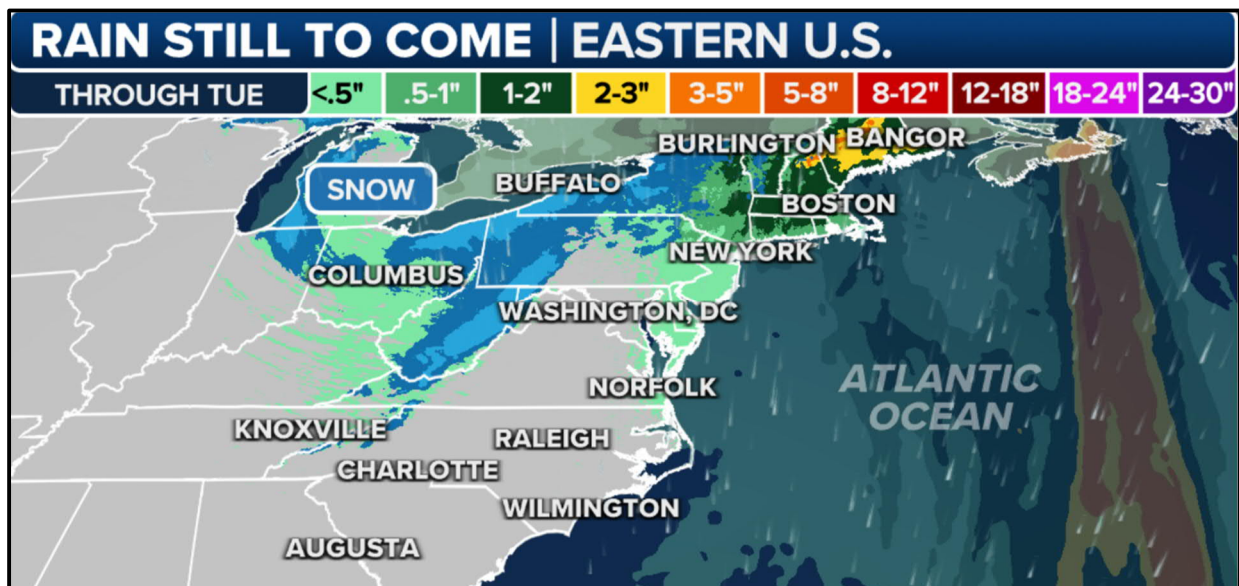 RAIN STILL TO COME | EASTERN U.S.
THROUGH TUE <.5" .5-1" 1-2" 2-3" 3-5" 5-8" 8-12" 12-18" 18-24" 24-30"
BURLINGTON BANGOR
SNOW BUFFALO
BOSTON
NEW YORK
COLUMBUS
WASHINGTON, DC
NORFOLK
ATLANTIC
OCEAN
KNOXVILLE RALEIGH
CHARLOTTE
WILMINGTON
AUGUSTA